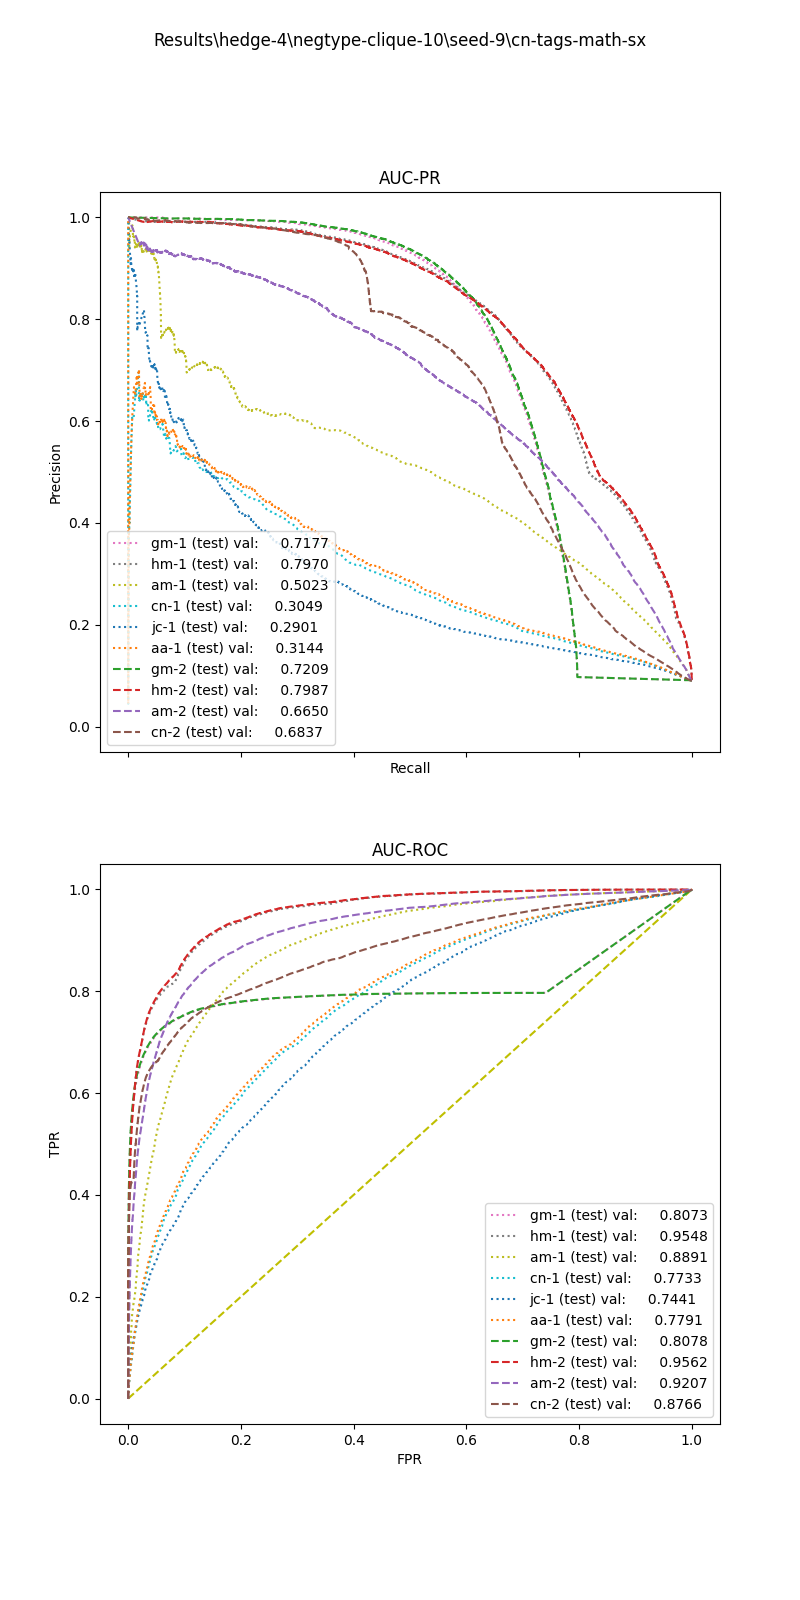 Results\hedge-4\negtype-clique-10\seed-9\cn-tags-math-sx
AUC-PR
1.0
0.8
0.6
0.4
0.2
0.0
Precision
gm-1 (test) val: 0.7177
hm-1 (test) val: 0.7970
am-1 (test) val: 0.5023
cn-1 (test) val: 0.3049
jc-1 (test) val: 0.2901
aa-1 (test) val: 0.3144
gm-2 (test) val: 0.7209
hm-2 (test) val: 0.7987
am-2 (test) val: 0.6650
cn-2 (test) val: 0.6837
Recall
AUC-ROC
1.0
0.8
0.6
0.4
0.2
0.0
TPR
gm-1 (test) val: 0.8073
hm-1 (test) val: 0.9548
am-1 (test) val: 0.8891
cn-1 (test) val: 0.7733
jc-1 (test) val: 0.7441
aa-1 (test) val: 0.7791
gm-2 (test) val: 0.8078
hm-2 (test) val: 0.9562
am-2 (test) val: 0.9207
cn-2 (test) val: 0.8766
0.0 0.2 0.4 0.6 0.8 1.0
FPR